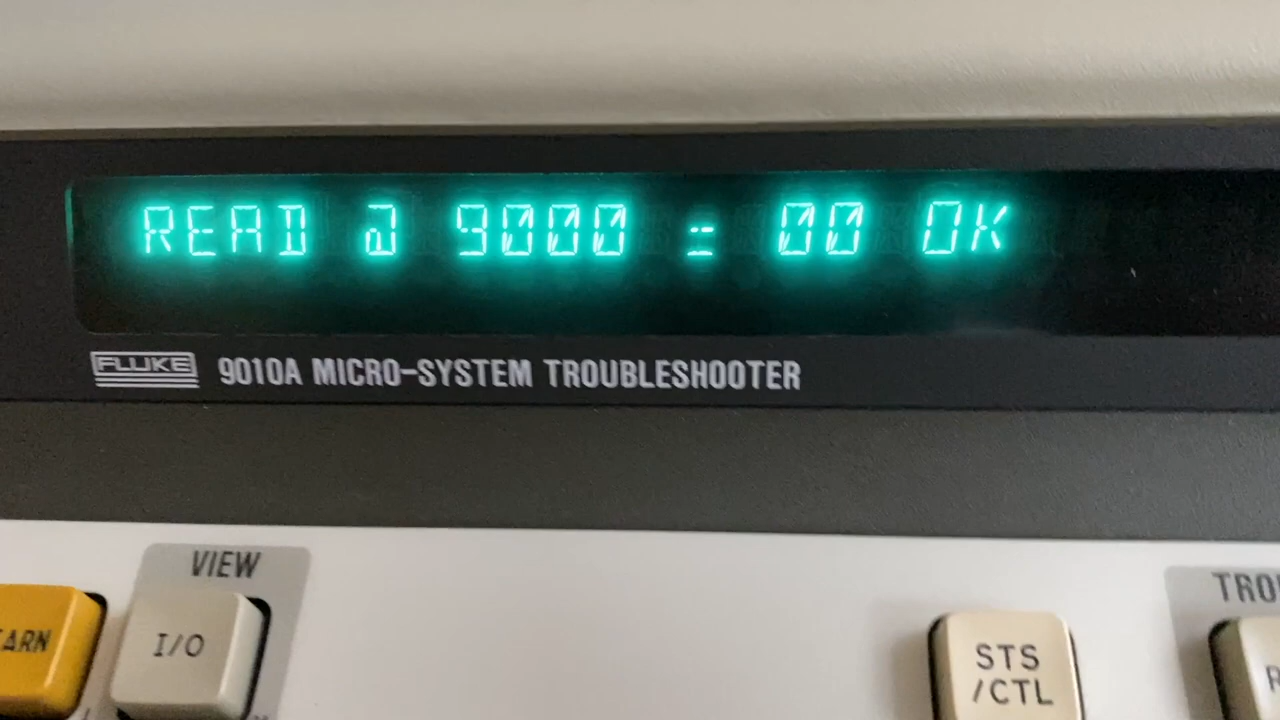 READ @ 9000 = 00 OK
FLUKE 9010A MICRO-SYSTEM TROUBLESHOOTER
VIEW
I/O
STS
/CTL